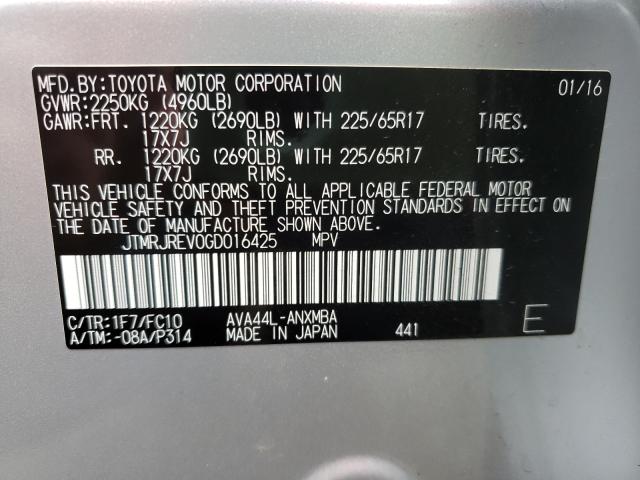 MFD.BY:TOYOTA MOTOR CORPORATION 01/16
GVWR:2250KG (4960LB)
GAWR:FRT. 1220KG (2690LB) WITH 225/65R17 TIRES.
17X7J RIMS.
RR. 1220KG (2690LB) WITH 225/65R17 TIRES.
17X7J RIMS.
THIS VEHICLE CONFORMS TO ALL APPLICABLE FEDERAL MOTOR
VEHICLE SAFETY AND THEFT PREVENTION STANDARDS IN EFFECT ON
THE DATE OF MANUFACTURE SHOWN ABOVE.
JTMRJREV0GD016425 MPV
C/TR:1F7/FC10 AVA44L-ANXMBA
A/TM:-08A/P314 MADE IN JAPAN 441 E